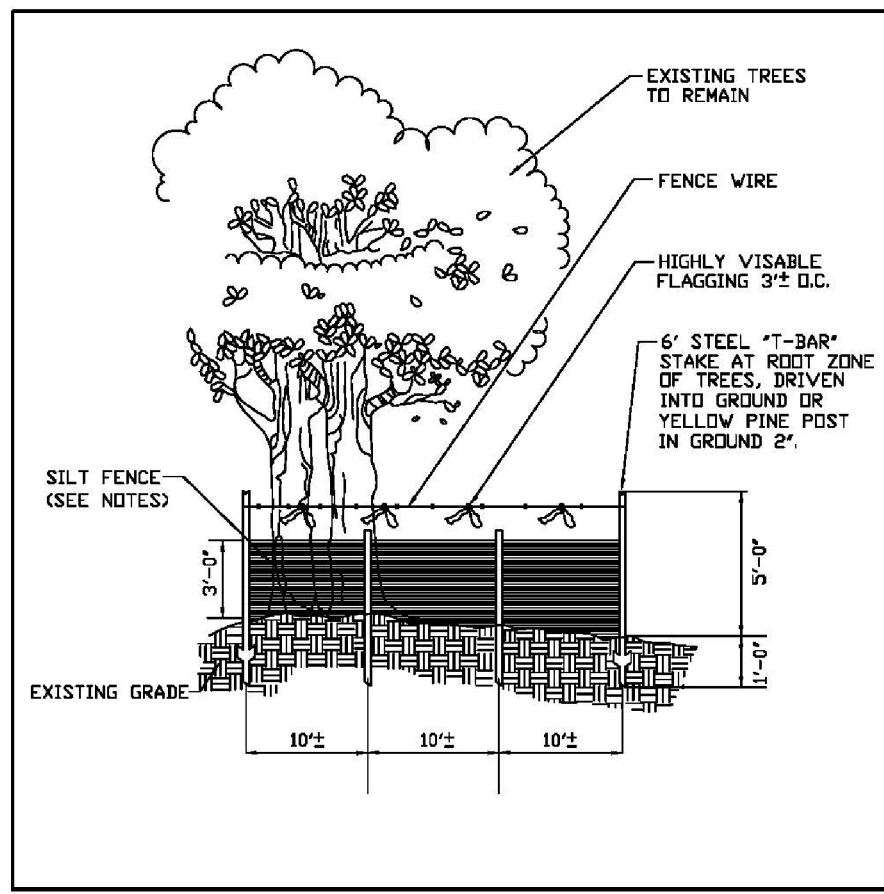 EXISTING TREES
TO REMAIN
FENCE WIRE
HIGHLY VISABLE
FLAGGING 3'± O.C.
6' STEEL "T-BAR"
STAKE AT ROOT ZONE
OF TREES, DRIVEN
INTO GROUND OR
YELLOW PINE POST
IN GROUND 2".
SILT FENCE
(SEE NOTES)
3'-0"
5'-0"
1'-0"
EXISTING GRADE
10'±
10'±
10'±